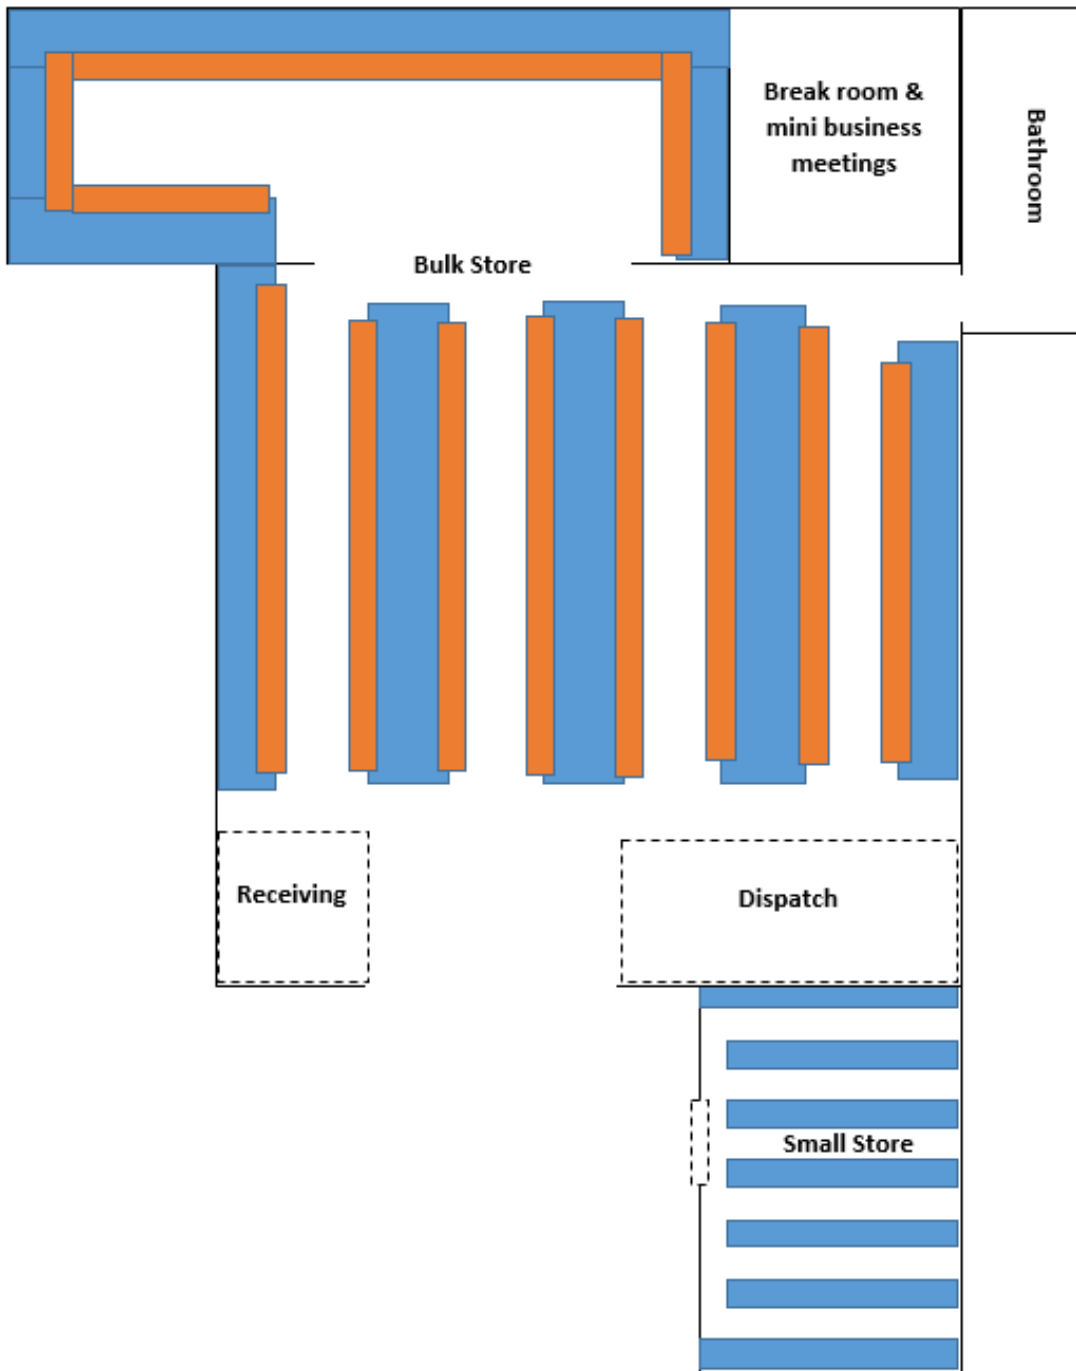 Break room &
mini business
meetings
Bathroom
Bulk Store
Receiving
Dispatch
Small Store